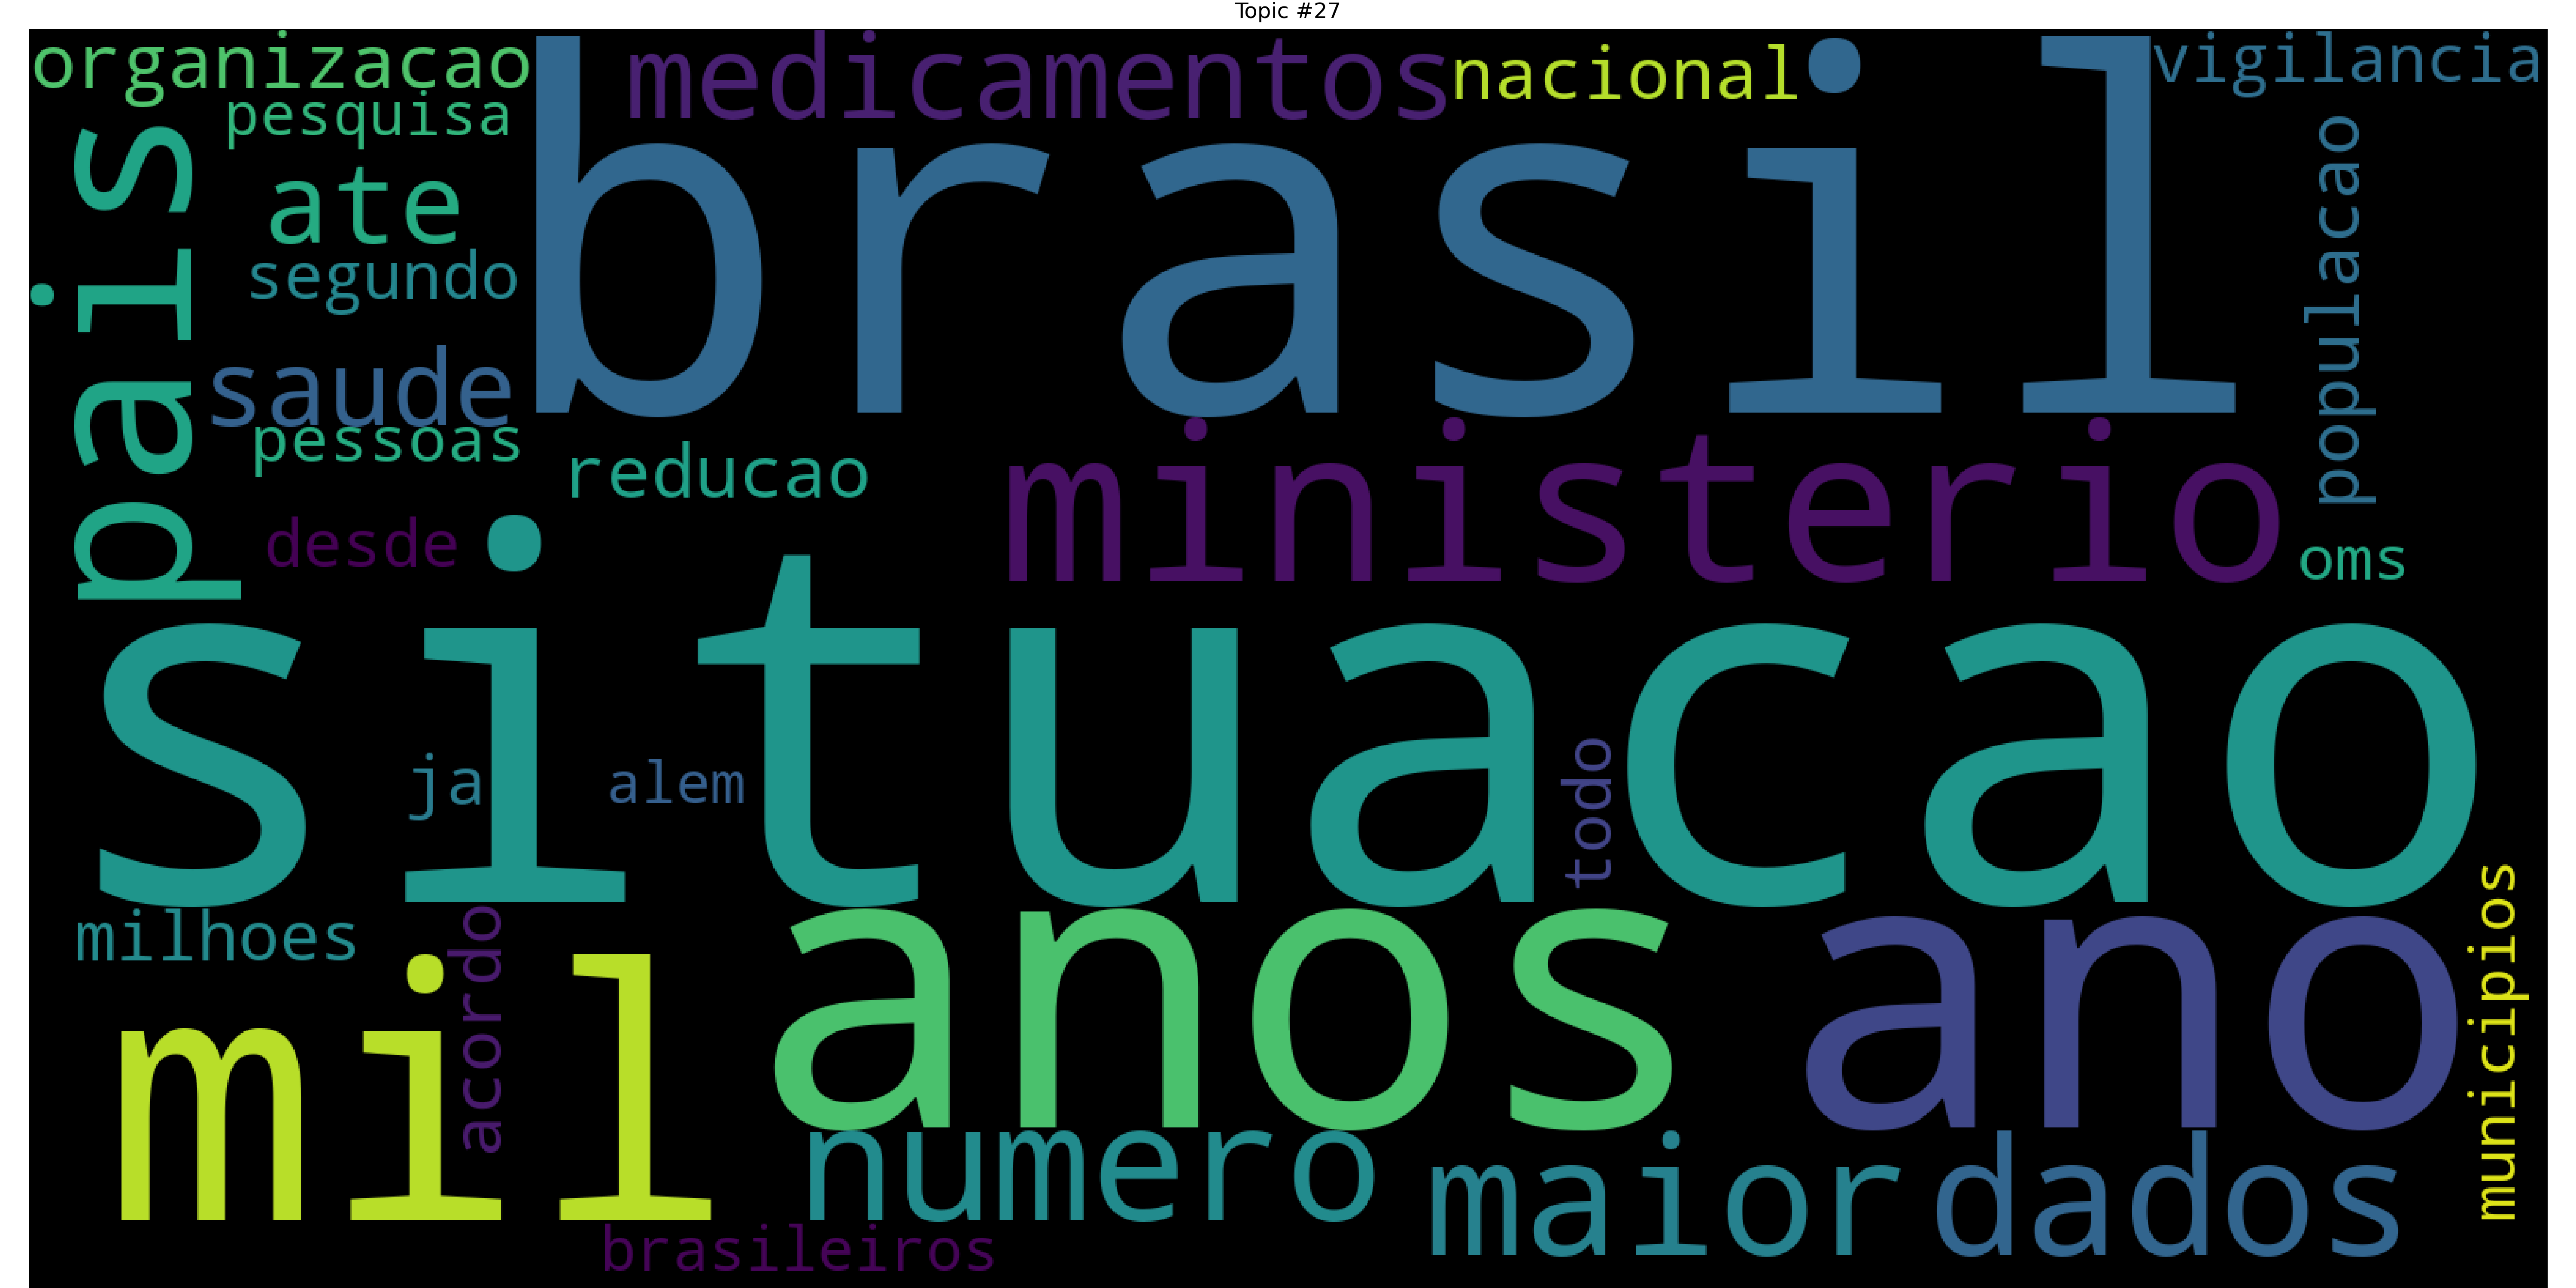 Topic #27
organizacao
medicamentos
nacional
vigilancia
pesquisa
brasil
pais
ate
populacao
segundo
saude
pessoas
reducao
ministerio
desde
oms
situacao
ja
alem
todo
milhoes
acordo
anos
ano
municipios
mil
numero
maior
dados
brasileiros